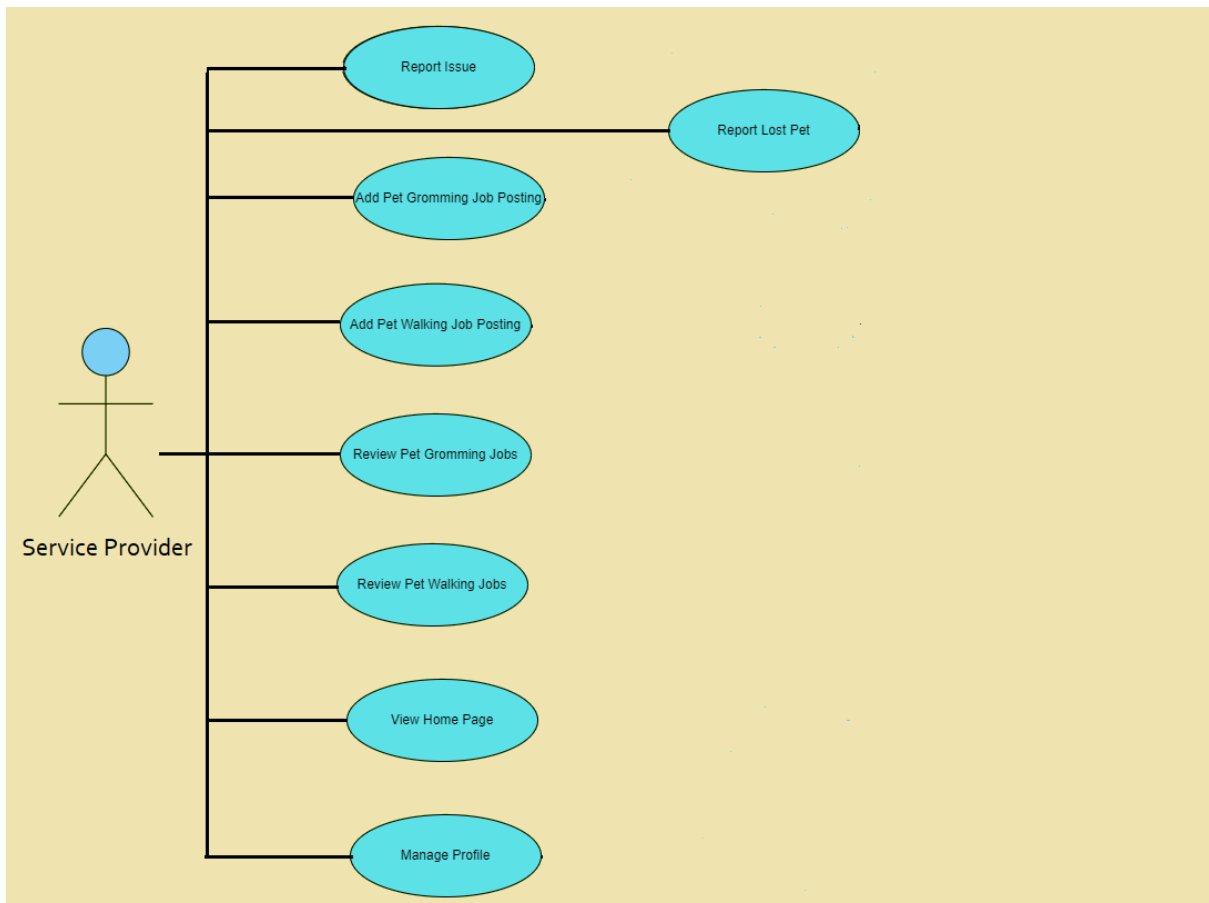 Report Issue
Report Lost Pet
Add Pet Gromming Job Posting
Add Pet Walking Job Posting
Review Pet Gromming Jobs
Service Provider
Review Pet Walking Jobs
View Home Page
Manage Profile